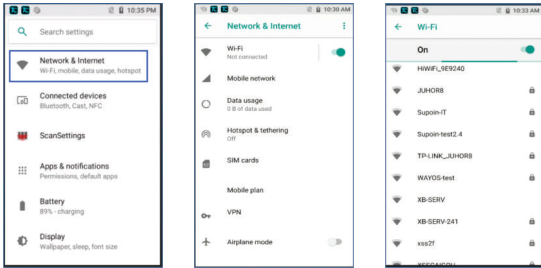 10:35 PM
Search settings
Network & Internet
Wi-Fi, mobile, data usage, hotspot
Connected devices
Bluetooth, Cast, NFC
ScanSettings
Apps & notifications
Permissions, default apps
Battery
89% - charging
Display
Wallpaper, sleep, font size
10:30 AM
Network & Internet
Wi-Fi
Not connected
Mobile network
Data usage
0 B of data used
Hotspot & tethering
Off
SIM cards
Mobile plan
VPN
Airplane mode
10:33 AM
Wi-Fi
On
HiWiFi_9E9240
JUHOR8
Supoin-IT
Supoin-test2.4
TP-LINK_JUHOR8
WAYOS-test
XB-SERV
XB-SERV-241
xss2f